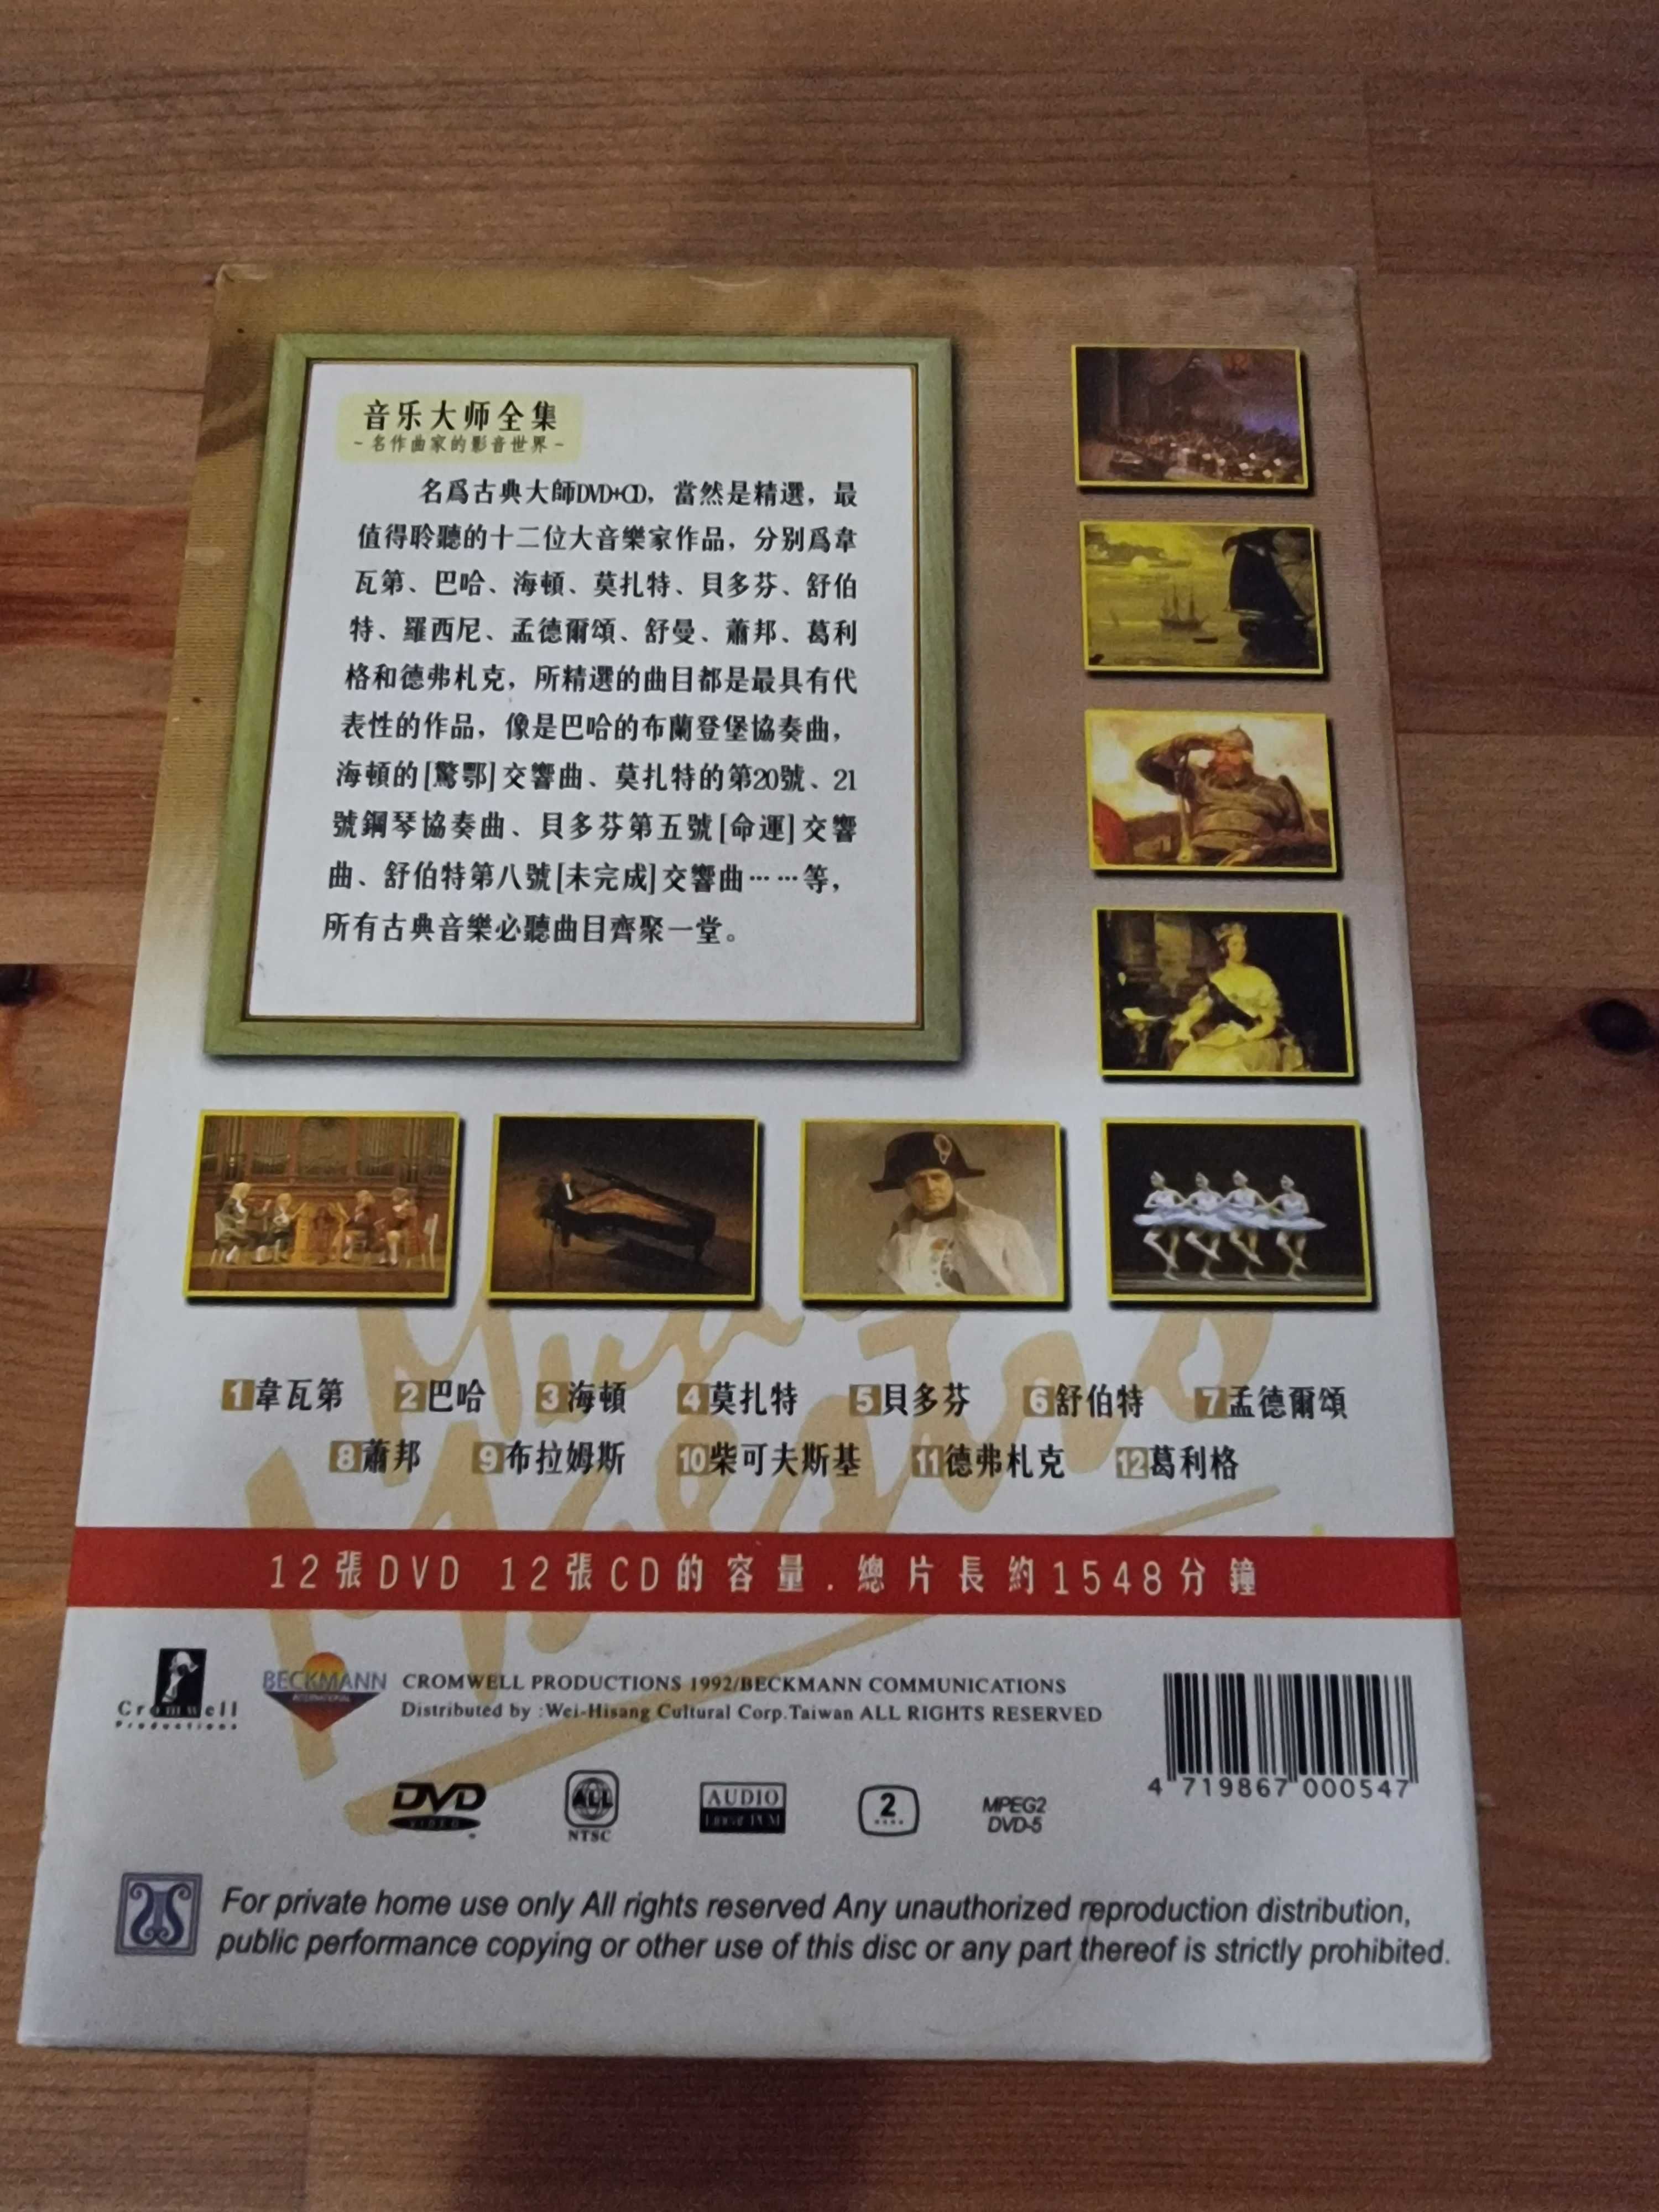 音乐大师全集
~名作曲家的影音世界~
名爲古典大師DVD+CD，當然是精選，最
值得聆聽的十二位大音樂家作品，分别爲韋
瓦第、巴哈、海頓、莫扎特、貝多芬、舒伯
特、羅西尼、孟德爾頌、舒曼、蕭邦、葛利
格和德弗札克，所精選的曲目都是最具有代
表性的作品，像是巴哈的布蘭登堡協奏曲，
海頓的[驚鄂]交響曲、莫扎特的第20號、21
號鋼琴協奏曲、貝多芬第五號[命運]交響
曲、舒伯特第八號[未完成]交響曲……等，
所有古典音樂必聽曲目齊聚一堂。
1韋瓦第 2巴哈 3海頓 4莫扎特 5貝多芬 6舒伯特 7孟德爾頌
8蕭邦 9布拉姆斯 10柴可夫斯基 11德弗札克 12葛利格
12張DVD 12張CD的容量.總片長約1548分鐘
Cromwell
Productions
BECKMANN
INTERNATIONAL
CROMWELL PRODUCTIONS 1992/BECKMANN COMMUNICATIONS
Distributed by :Wei-Hisang Cultural Corp.Taiwan ALL RIGHTS RESERVED
4 719867 000547
DVD
VIDEO
ALL
NTSC
AUDIO
Linear PCM
2
MPEG2
DVD-5
For private home use only All rights reserved Any unauthorized reproduction distribution,
public performance copying or other use of this disc or any part thereof is strictly prohibited.